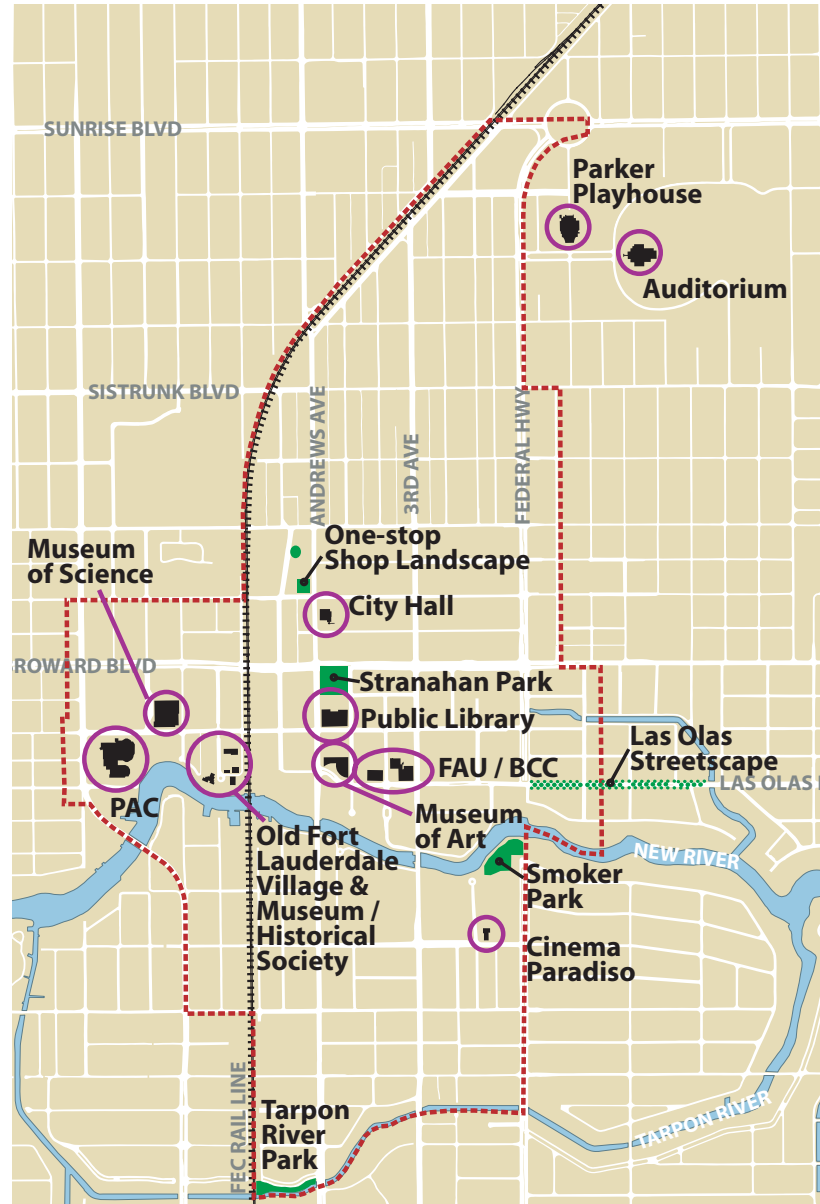 SUNRISE BLVD
Parker
Playhouse
Auditorium
SISTRUNK BLVD
ANDREWS AVE
3RD AVE
FEDERAL HWY
One-stop
Shop Landscape
Museum
of Science
City Hall
ROWARD BLVD
Stranahan Park
Public Library
Las Olas
Streetscape
FAU / BCC
LAS OLAS
PAC
Museum
of Art
Old Fort
Lauderdale
Village &
Museum /
Historical
Society
NEW RIVER
Smoker
Park
Cinema
Paradiso
FEC RAIL LINE
Tarpon
River
Park
TARPON RIVER